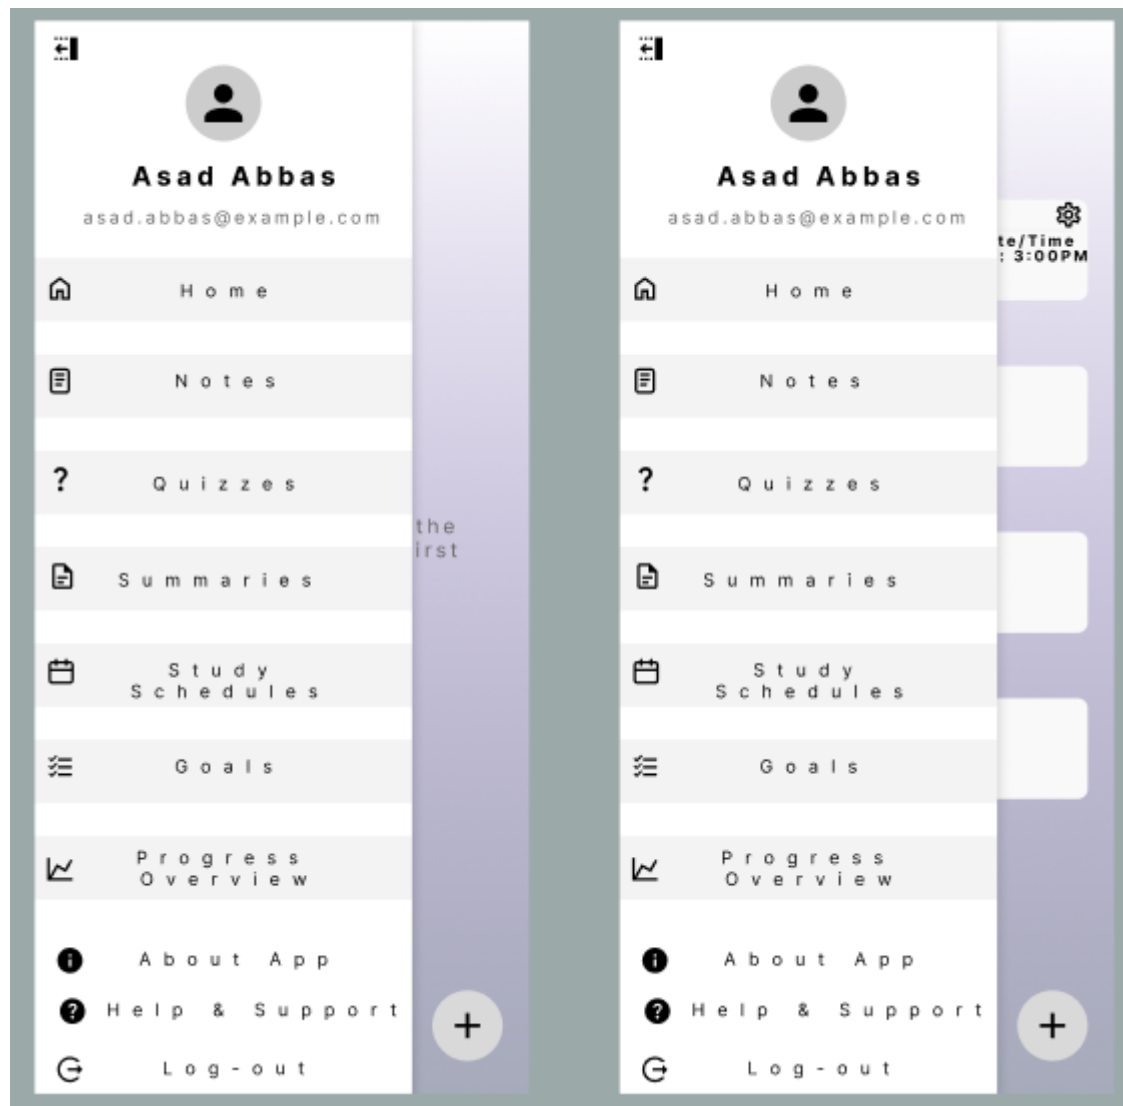 Asad Abbas
asad.abbas@example.com
Home
Notes
Quizzes
Summaries
Study
Schedules
Goals
Progress
Overview
About App
Help & Support
Log-out
the
irst
Asad Abbas
asad.abbas@example.com
Home
Notes
Quizzes
Summaries
Study
Schedules
Goals
Progress
Overview
About App
Help & Support
Log-out
te/Time
: 3:00PM